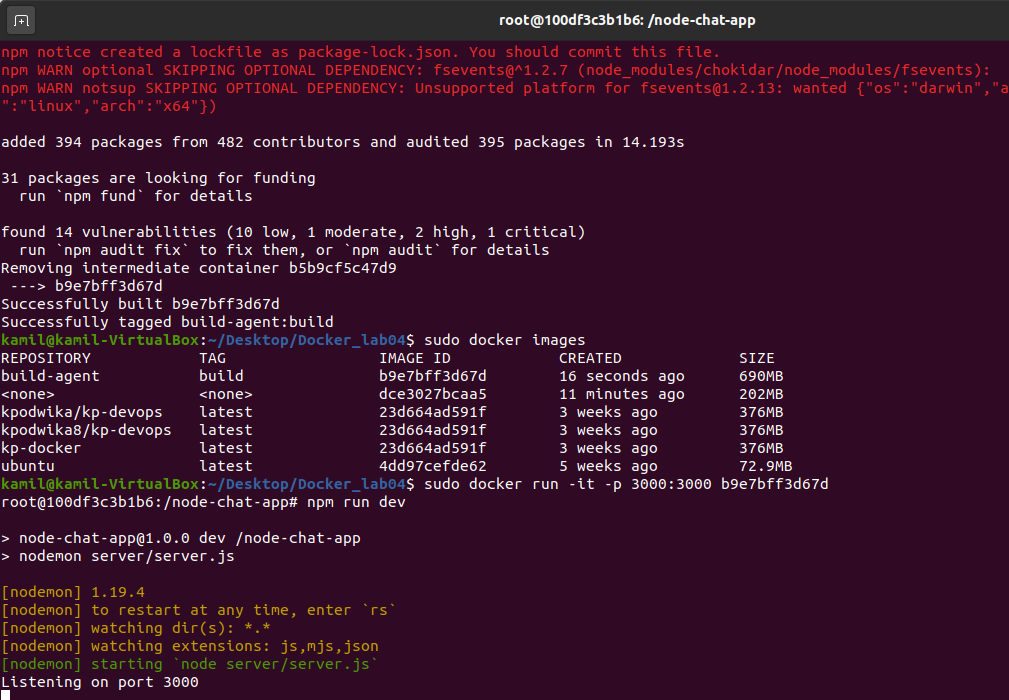 root@100df3c3b1b6: /node-chat-app
npm notice created a lockfile as package-lock.json. You should commit this file.
npm WARN optional SKIPPING OPTIONAL DEPENDENCY: fsevents@^1.2.7 (node_modules/chokidar/node_modules/fsevents):
npm WARN notsup SKIPPING OPTIONAL DEPENDENCY: Unsupported platform for fsevents@1.2.13: wanted {"os":"darwin","a
":"linux","arch":"x64"})
added 394 packages from 482 contributors and audited 395 packages in 14.193s
31 packages are looking for funding
  run `npm fund` for details
found 14 vulnerabilities (10 low, 1 moderate, 2 high, 1 critical)
  run `npm audit fix` to fix them, or `npm audit` for details
Removing intermediate container b5b9cf5c47d9
 ---> b9e7bff3d67d
Successfully built b9e7bff3d67d
Successfully tagged build-agent:build
kamil@kamil-VirtualBox:~/Desktop/Docker_lab04$ sudo docker images
REPOSITORY            TAG                 IMAGE ID            CREATED             SIZE
build-agent           build               b9e7bff3d67d        16 seconds ago      690MB
<none>                <none>              dce3027bcaa5        11 minutes ago      202MB
kpodwika/kp-devops    latest              23d664ad591f        3 weeks ago         376MB
kpodwika8/kp-devops   latest              23d664ad591f        3 weeks ago         376MB
kp-docker             latest              23d664ad591f        3 weeks ago         376MB
ubuntu                latest              4dd97cefde62        5 weeks ago         72.9MB
kamil@kamil-VirtualBox:~/Desktop/Docker_lab04$ sudo docker run -it -p 3000:3000 b9e7bff3d67d
root@100df3c3b1b6:/node-chat-app# npm run dev
> node-chat-app@1.0.0 dev /node-chat-app
> nodemon server/server.js
[nodemon] 1.19.4
[nodemon] to restart at any time, enter `rs`
[nodemon] watching dir(s): *.*
[nodemon] watching extensions: js,mjs,json
[nodemon] starting `node server/server.js`
Listening on port 3000